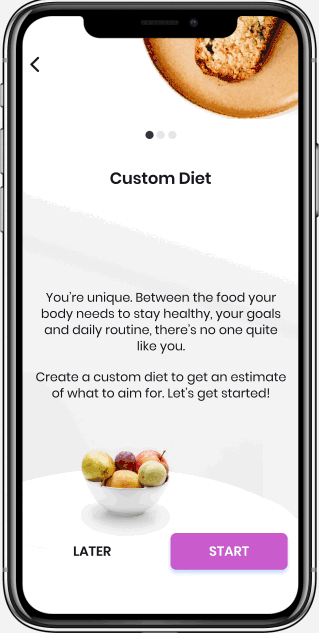 Custom Diet
You're unique. Between the food your
body needs to stay healthy, your goals
and daily routine, there's no one quite
like you.
Create a custom diet to get an estimate
of what to aim for. Let's get started!
LATER
START